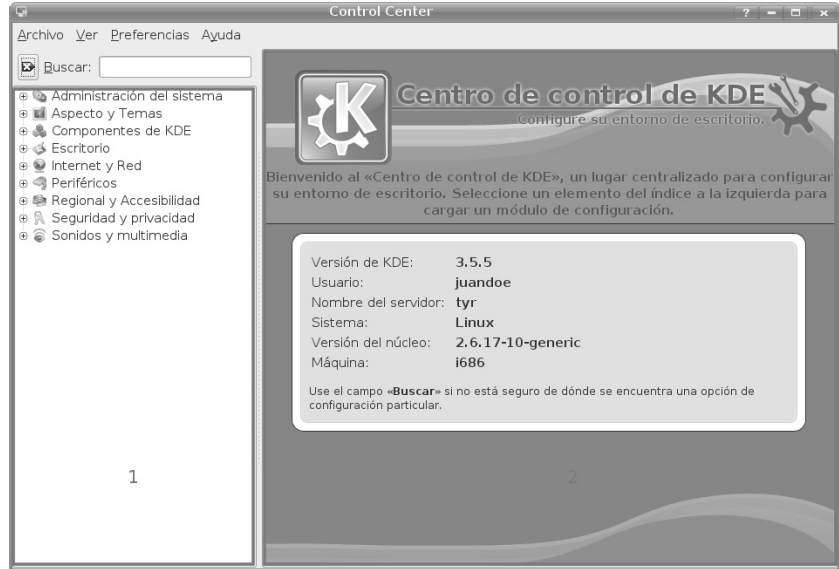 Control Center
Archivo Ver Preferencias Ayuda
Buscar:
Administración del sistema
Aspecto y Temas
Componentes de KDE
Escritorio
Internet y Red
Periféricos
Regional y Accesibilidad
Seguridad y privacidad
Sonidos y multimedia
1
Centro de control de KDE
Configure su entorno de escritorio.
Bienvenido al «Centro de control de KDE», un lugar centralizado para configurar
su entorno de escritorio. Seleccione un elemento del índice a la izquierda para
cargar un módulo de configuración.
Versión de KDE: 3.5.5
Usuario: juandoe
Nombre del servidor: tyr
Sistema: Linux
Versión del núcleo: 2.6.17-10-generic
Máquina: i686
Use el campo «Buscar» si no está seguro de dónde se encuentra una opción de
configuración particular.
2